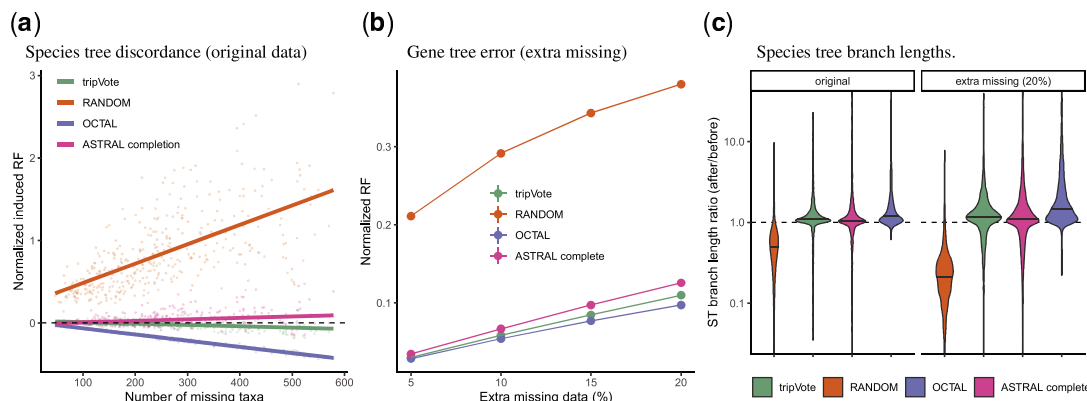 (a)
Species tree discordance (original data)
tripVote
RANDOM
OCTAL
ASTRAL completion
Normalized induced RF
3
2
1
0
100
200
300
400
500
600
Number of missing taxa
(b)
Gene tree error (extra missing)
Normalized RF
0.3
0.2
0.1
tripVote
RANDOM
OCTAL
ASTRAL complete
5
10
15
20
Extra missing data (%)
(c)
Species tree branch lengths.
original
extra missing (20%)
ST branch length ratio (after/before)
10.0
1.0
0.1
tripVote
RANDOM
OCTAL
ASTRAL complete